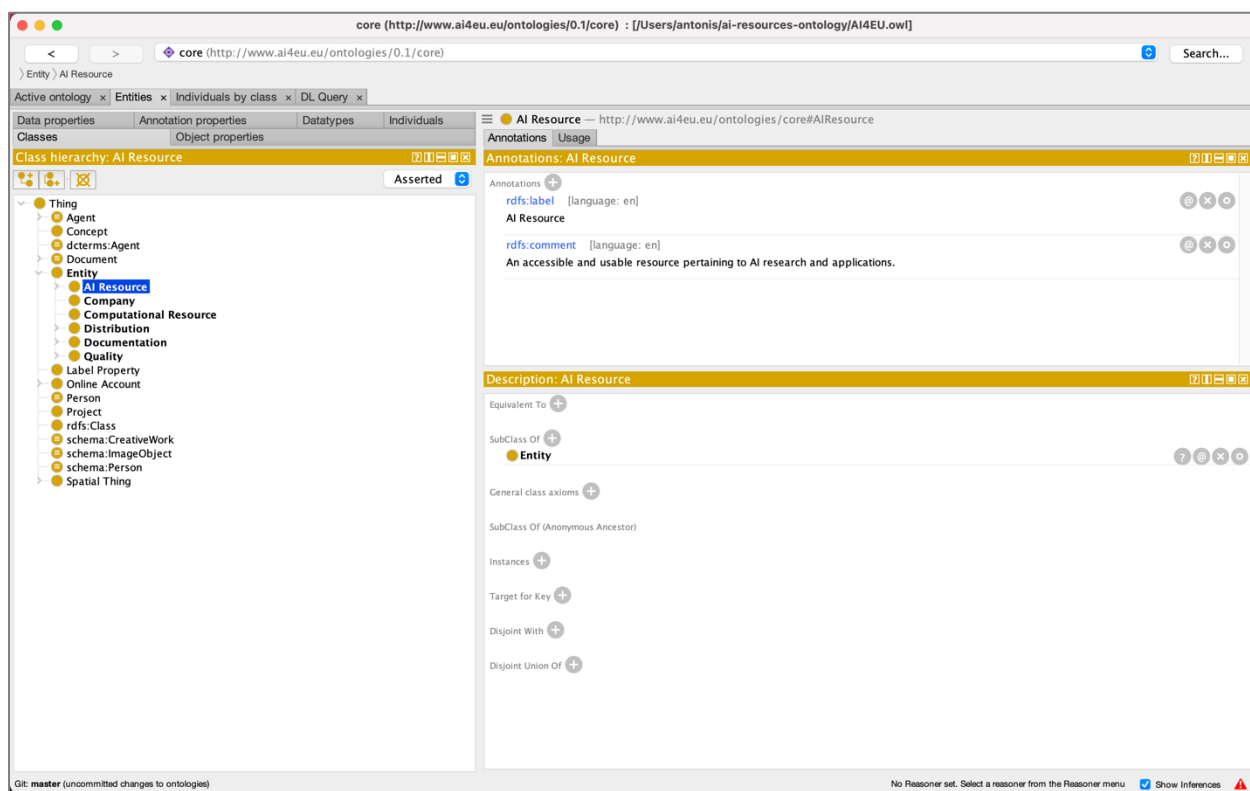 core (http://www.ai4eu.eu/ontologies/0.1/core) : [/Users/antonis/ai-resources-ontology/AI4EU.owl]
< > core (http://www.ai4eu.eu/ontologies/0.1/core) Search...
Entity AI Resource
Active ontology × Entities × Individuals by class × DL Query ×
Data properties Annotation properties Datatypes Individuals
Classes Object properties
Class hierarchy: AI Resource
Asserted
Thing
Agent
Concept
dcterms:Agent
Document
Entity
AI Resource
Company
Computational Resource
Distribution
Documentation
Quality
Label Property
Online Account
Person
Project
rdfs:Class
schema:CreativeWork
schema:ImageObject
schema:Person
Spatial Thing
AI Resource — http://www.ai4eu.eu/ontologies/core#AIResource
Annotations Usage
Annotations: AI Resource
Annotations
rdfs:label [language: en]
AI Resource
rdfs:comment [language: en]
An accessible and usable resource pertaining to AI research and applications.
Description: AI Resource
Equivalent To
SubClass Of
Entity
General class axioms
SubClass Of (Anonymous Ancestor)
Instances
Target for Key
Disjoint With
Disjoint Union Of
Git: master (uncommitted changes to ontologies) No Reasoner set. Select a reasoner from the Reasoner menu Show Inferences